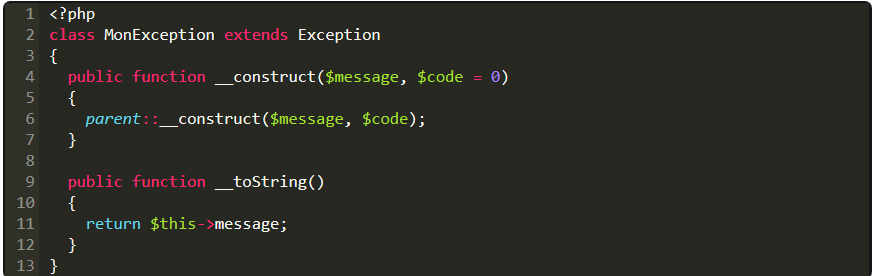 1 <?php
2 class MonException extends Exception
3 {
4   public function __construct($message, $code = 0)
5   {
6     parent::__construct($message, $code);
7   }
8
9   public function __toString()
10   {
11     return $this->message;
12   }
13 }